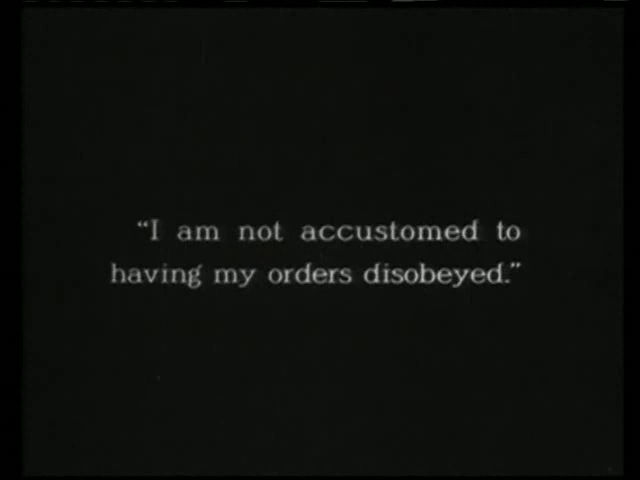 “I am not accustomed to
having my orders disobeyed.”